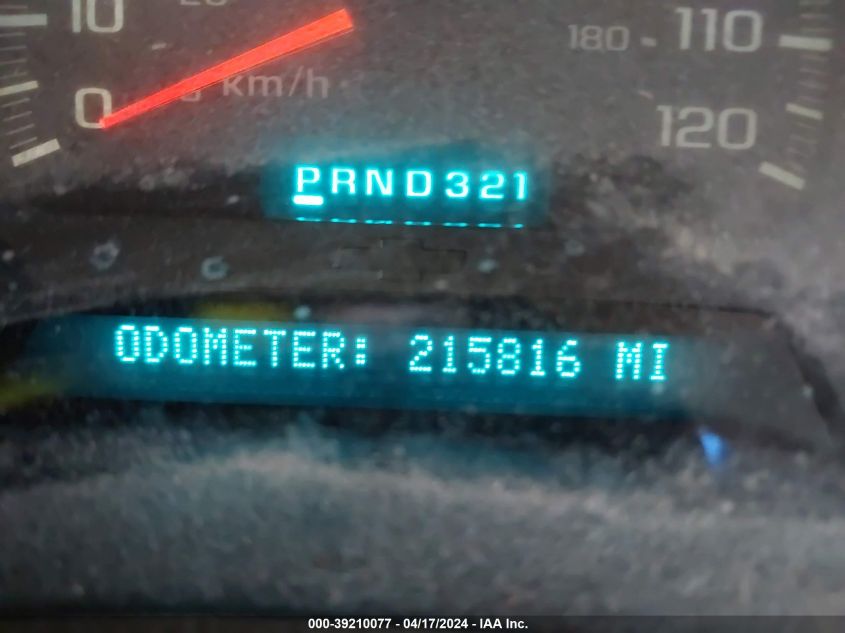 10
180 - 110
0 km/h
120
PRND321
ODOMETER: 215816 MI
000-39210077 - 04/17/2024 - IAA Inc.